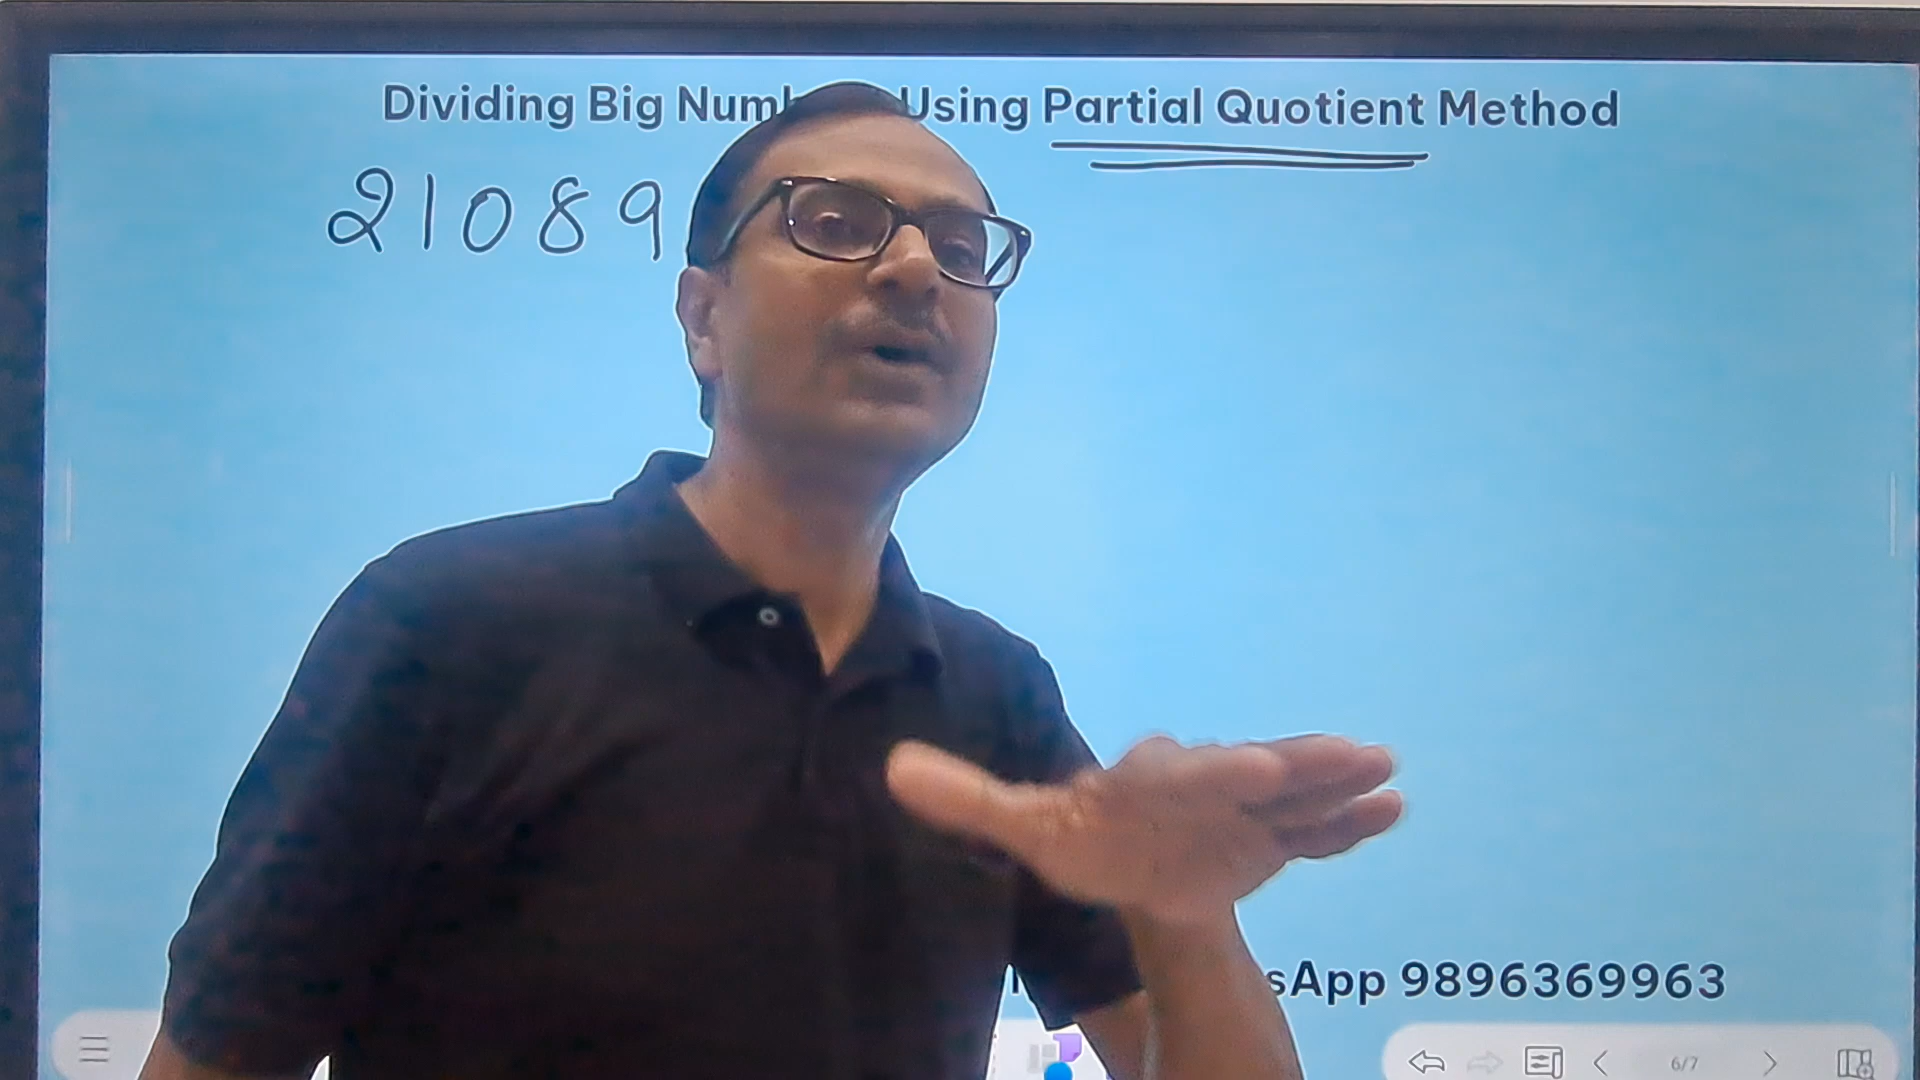 Dividing Big Num Using Partial Quotient Method
21089
sApp 9896369963
6/7